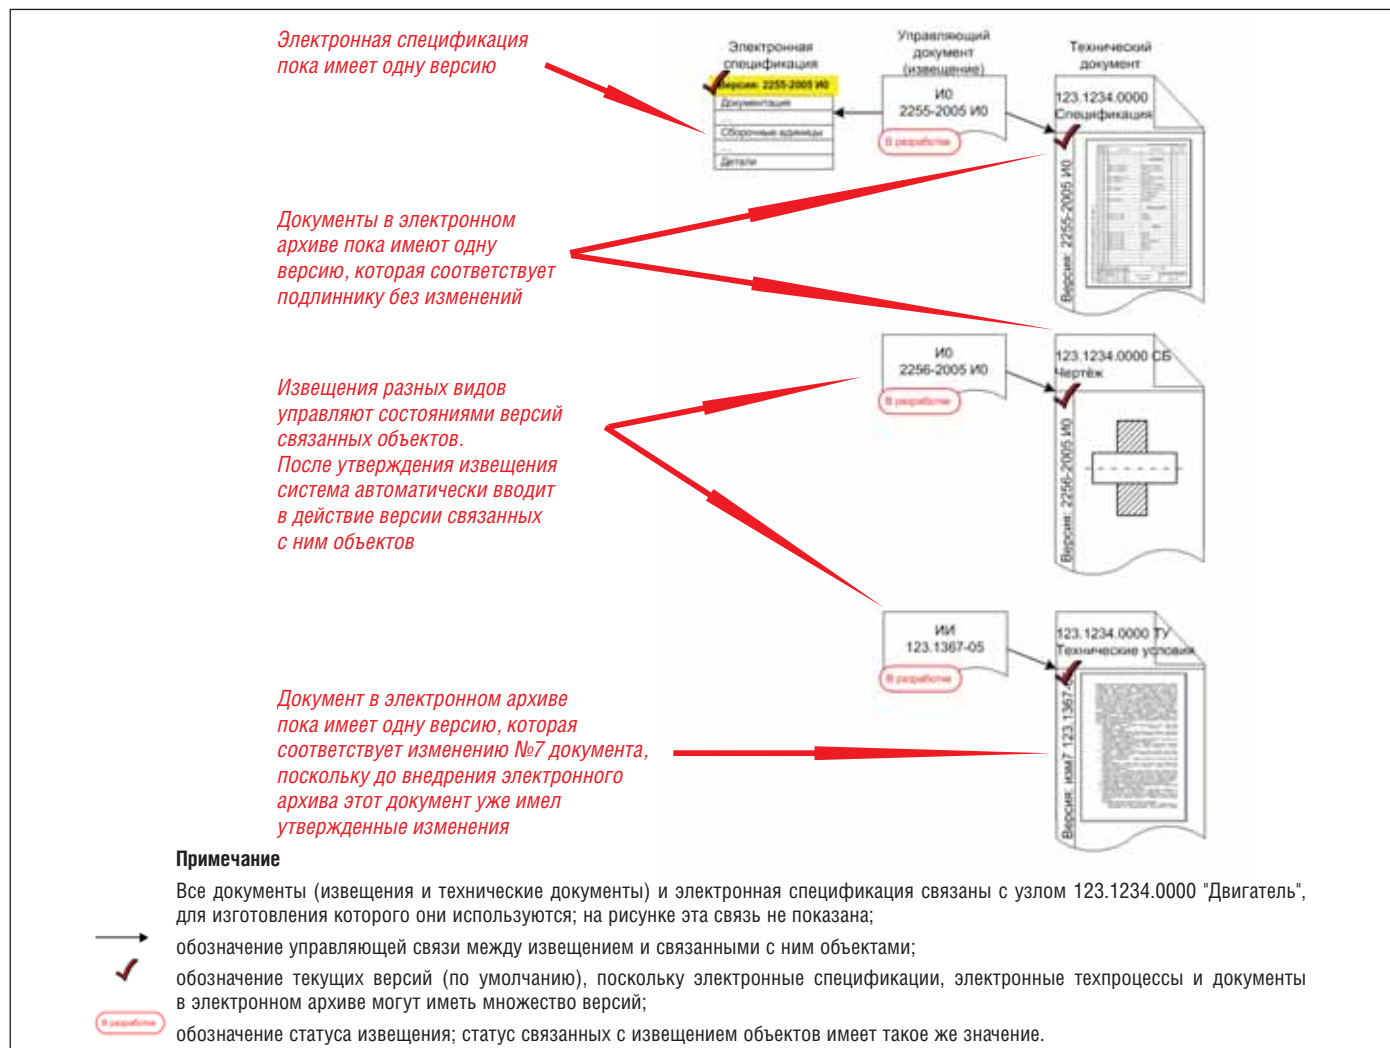 Электронная спецификация
пока имеет одну версию
Электронная
спецификация
Версия: 2255-2005 И0
Документация
....
Сборочные единицы
....
Детали
Управляющий
документ
(извещение)
И0
2255-2005 И0
В разработке
Технический
документ
123.1234.0000
Спецификация
Версия: 2255-2005 И0
Документы в электронном
архиве пока имеют одну
версию, которая соответствует
подлиннику без изменений
И0
2256-2005 И0
В разработке
123.1234.0000 СБ
Чертёж
Версия: 2256-2005 И0
Извещения разных видов
управляют состояниями версий
связанных объектов.
После утверждения извещения
система автоматически вводит
в действие версии связанных
с ним объектов
ИИ
123.1367-05
В разработке
123.1234.0000 ТУ
Технические условия
Версия: изм7 123.1367-
Документ в электронном архиве
пока имеет одну версию, которая
соответствует изменению №7 документа,
поскольку до внедрения электронного
архива этот документ уже имел
утвержденные изменения
Примечание
Все документы (извещения и технические документы) и электронная спецификация связаны с узлом 123.1234.0000 "Двигатель",
для изготовления которого они используются; на рисунке эта связь не показана;
обозначение управляющей связи между извещением и связанными с ним объектами;
обозначение текущих версий (по умолчанию), поскольку электронные спецификации, электронные техпроцессы и документы
в электронном архиве могут иметь множество версий;
В разработке
обозначение статуса извещения; статус связанных с извещением объектов имеет такое же значение.